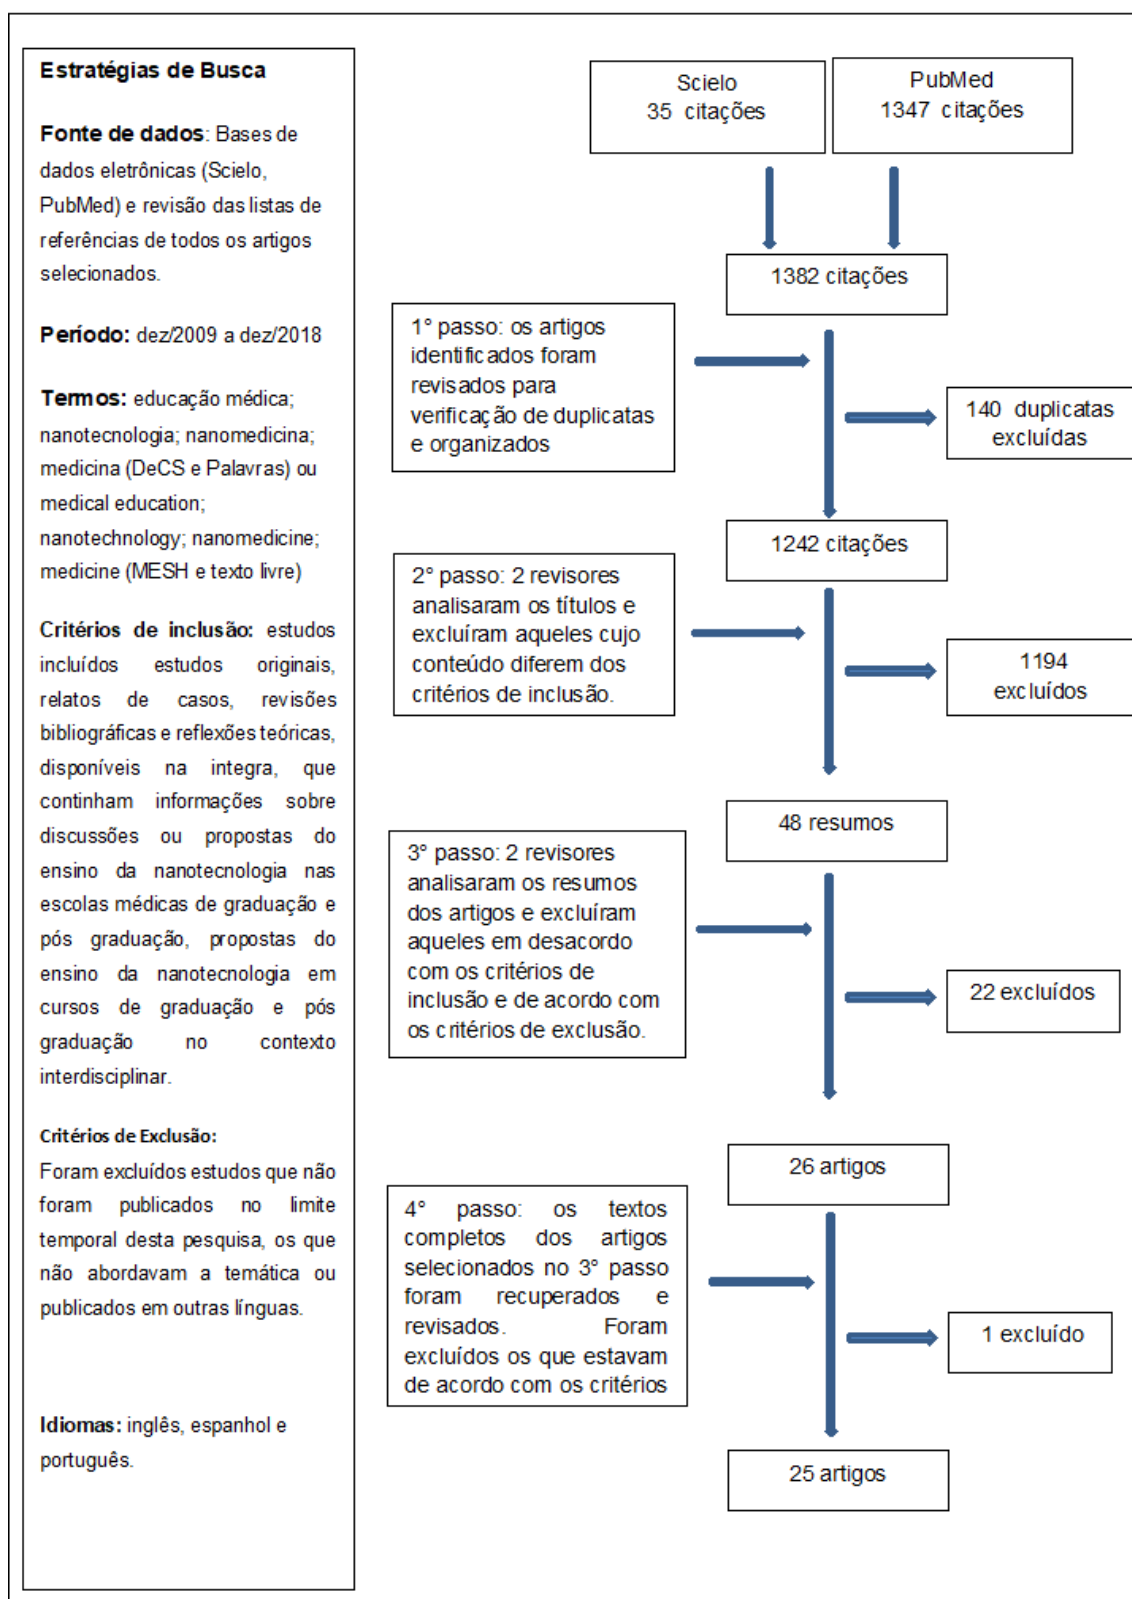 Estratégias de Busca
Fonte de dados: Bases de
dados eletrônicas (Scielo,
PubMed) e revisão das listas de
referências de todos os artigos
selecionados.
Período: dez/2009 a dez/2018
Termos: educação médica;
nanotecnologia; nanomedicina;
medicina (DeCS e Palavras) ou
medical education;
nanotechnology; nanomedicine;
medicine (MESH e texto livre)
Critérios de inclusão: estudos
incluídos estudos originais,
relatos de casos, revisões
bibliográficas e reflexões teóricas,
disponíveis na integra, que
continham informações sobre
discussões ou propostas do
ensino da nanotecnologia nas
escolas médicas de graduação e
pós graduação, propostas do
ensino da nanotecnologia em
cursos de graduação e pós
graduação no contexto
interdisciplinar.
Critérios de Exclusão:
Foram excluídos estudos que não
foram publicados no limite
temporal desta pesquisa, os que
não abordavam a temática ou
publicados em outras línguas.
Idiomas: inglês, espanhol e
português.
Scielo
35 citações
PubMed
1347 citações
1382 citações
1° passo: os artigos
identificados foram
revisados para
verificação de duplicatas
e organizados
140 duplicatas
excluídas
1242 citações
2° passo: 2 revisores
analisaram os títulos e
excluíram aqueles cujo
conteúdo diferem dos
critérios de inclusão.
1194
excluídos
48 resumos
3° passo: 2 revisores
analisaram os resumos
dos artigos e excluíram
aqueles em desacordo
com os critérios de
inclusão e de acordo com
os critérios de exclusão.
22 excluídos
26 artigos
4° passo: os textos
completos dos artigos
selecionados no 3° passo
foram recuperados e
revisados. Foram
excluídos os que estavam
de acordo com os critérios
1 excluído
25 artigos